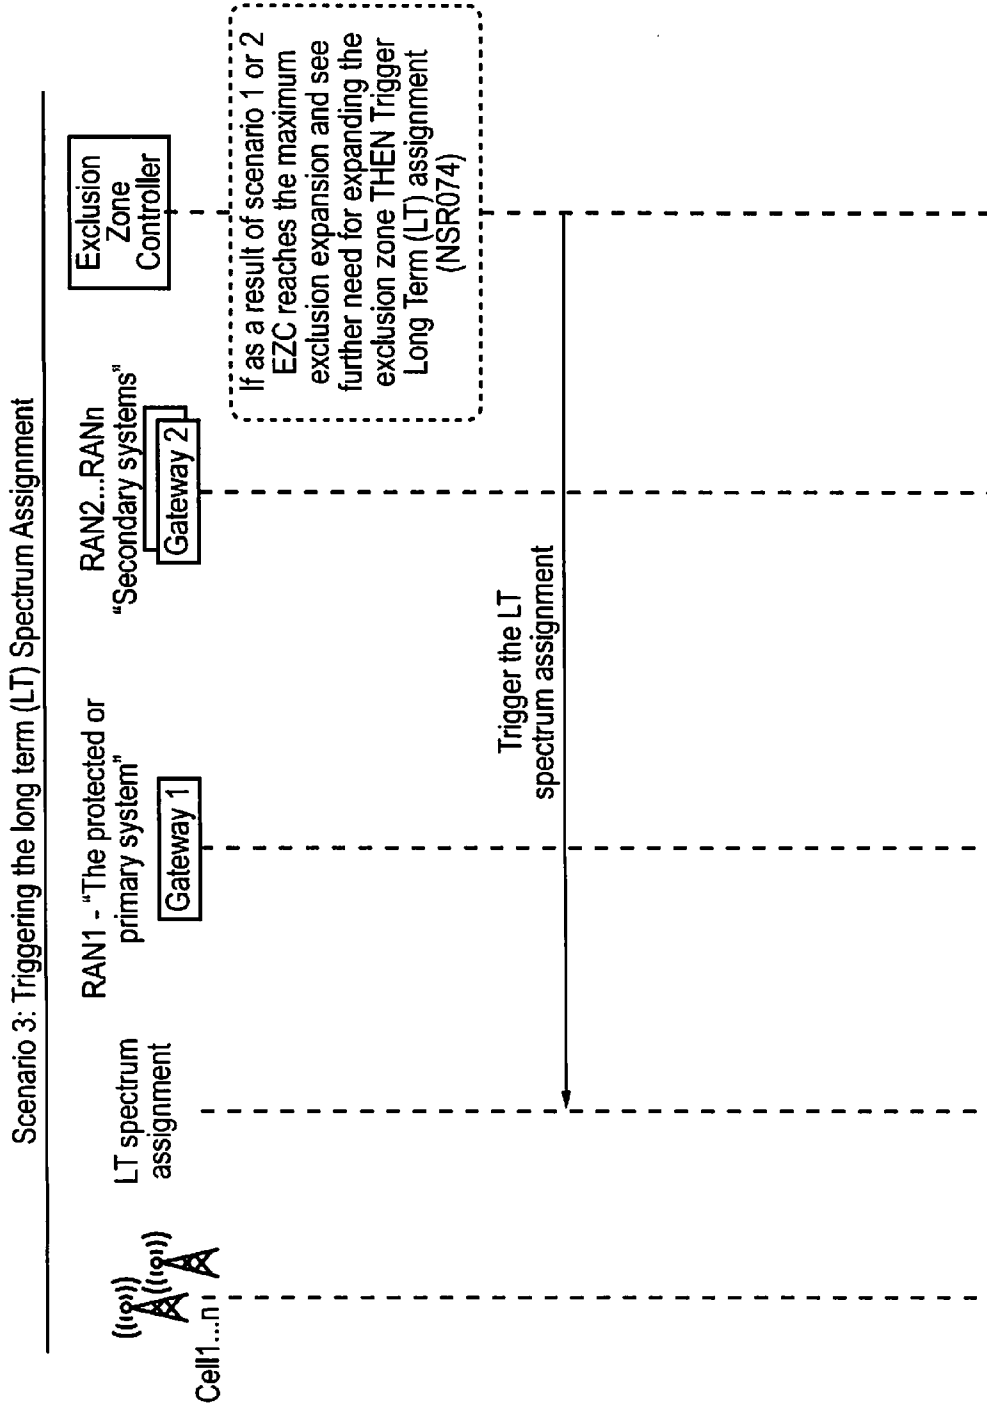 Scenario 3: Triggering the long term (LT) Spectrum Assignment
Cell1...n
LT spectrum
assignment
RAN1 - “The protected or
primary system”
Gateway 1
RAN2...RANn
“Secondary systems”
Gateway 2
Exclusion
Zone
Controller
If as a result of scenario 1 or 2
EZC reaches the maximum
exclusion expansion and see
further need for expanding the
exclusion zone THEN Trigger
Long Term (LT) assignment
(NSR074)
Trigger the LT
spectrum assignment